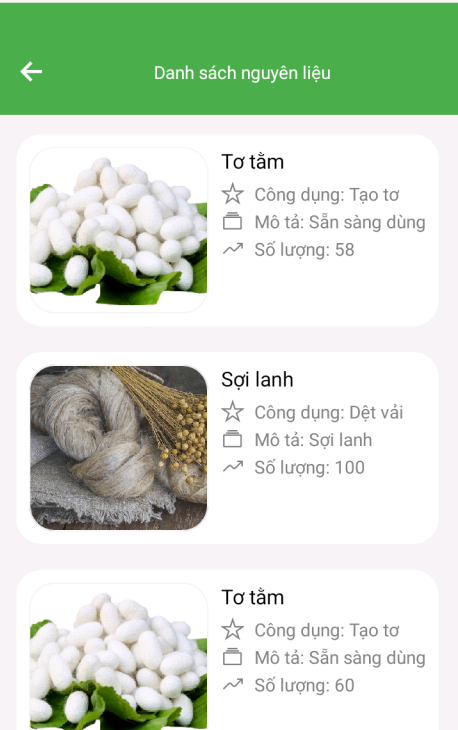 Danh sách nguyên liệu
Tơ tằm
Công dụng: Tạo tơ
Mô tả: Sẵn sàng dùng
Số lượng: 58
Sợi lanh
Công dụng: Dệt vải
Mô tả: Sợi lanh
Số lượng: 100
Tơ tằm
Công dụng: Tạo tơ
Mô tả: Sẵn sàng dùng
Số lượng: 60